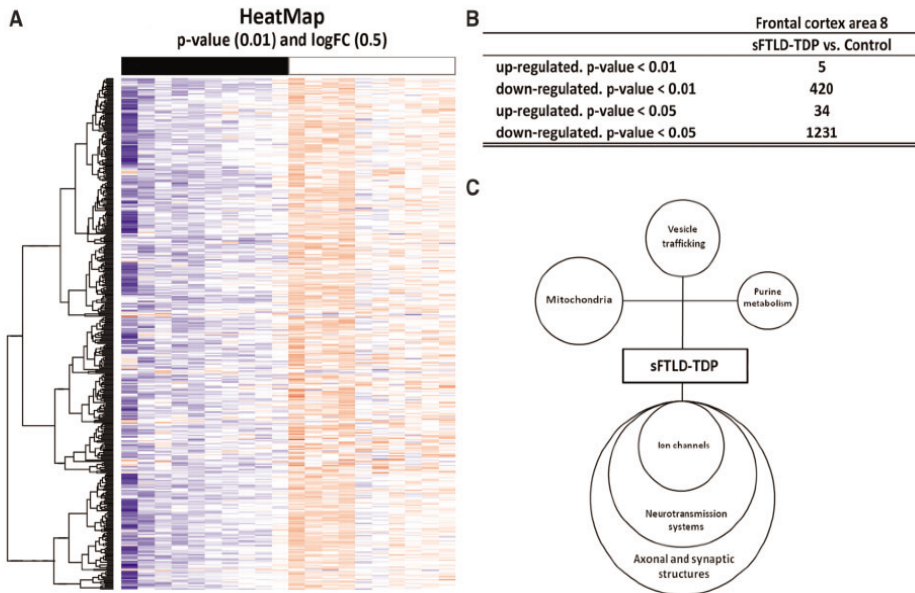 A
HeatMap
p-value (0.01) and logFC (0.5)
B
Frontal cortex area 8
sFTLD-TDP vs. Control
up-regulated. p-value < 0.01 5
down-regulated. p-value < 0.01 420
up-regulated. p-value < 0.05 34
down-regulated. p-value < 0.05 1231
C
Vesicle
trafficking
Mitochondria
Purine
metabolism
sFTLD-TDP
Ion channels
Neurotransmission
systems
Axonal and synaptic
structures